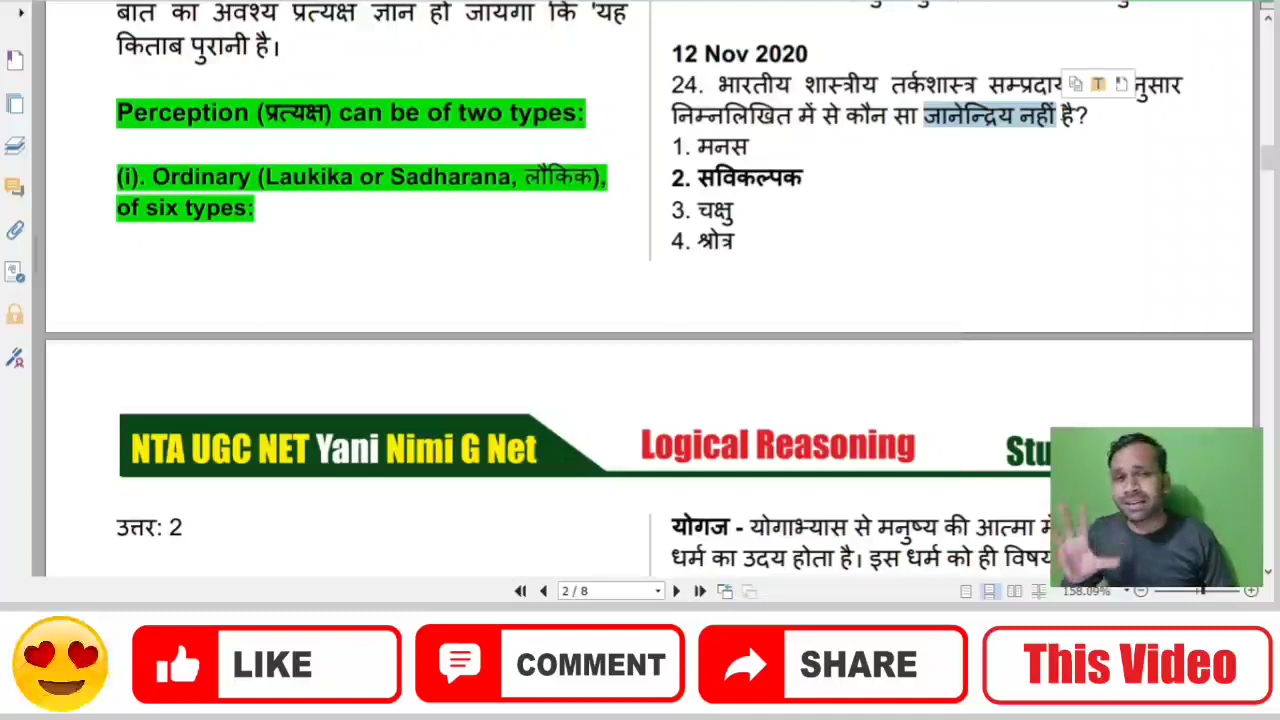 बात का अवश्य प्रत्यक्ष ज्ञान हो जायगा कि 'यह
किताब पुरानी है।
Perception (प्रत्यक्ष) can be of two types:
(i). Ordinary (Laukika or Sadharana, लौकिक),
of six types:
12 Nov 2020
24. भारतीय शास्त्रीय तर्कशास्त्र सम्प्रदाय नुसार
निम्नलिखित में से कौन सा जानेन्द्रिय नहीं है?
1. मनस
2. सविकल्पक
3. चक्षु
4. श्रोत्र
NTA UGC NET Yani Nimi G Net
Logical Reasoning
उत्तर: 2
योगज - योगाभ्यास से मनुष्य की आत्मा में
धर्म का उदय होता है। इस धर्म को ही विषय
2 / 8
158.09%
LIKE
COMMENT
SHARE
This Video